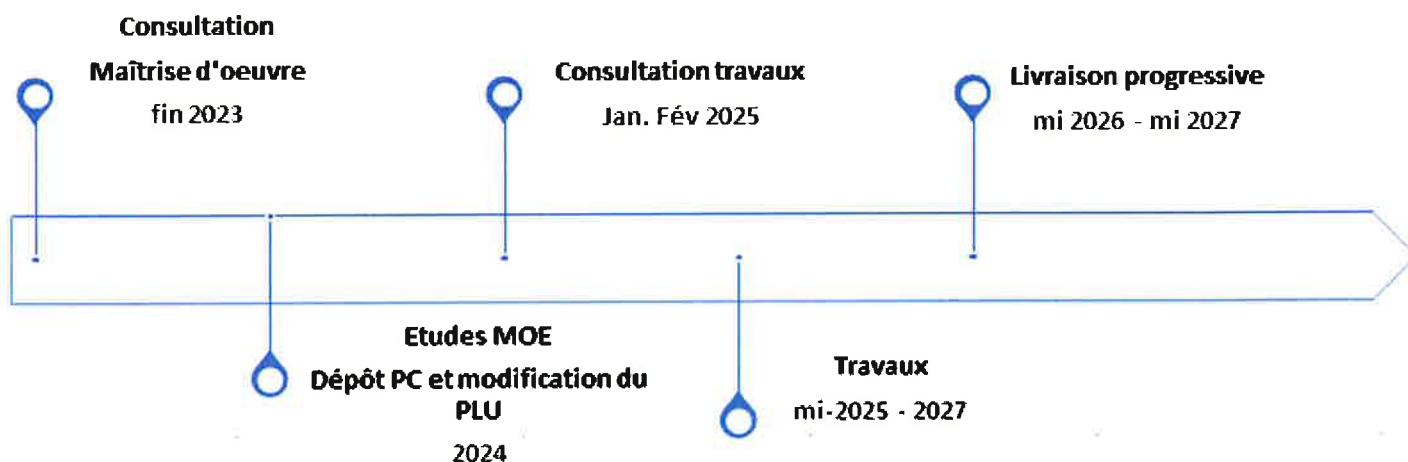 Consultation
Maîtrise d'oeuvre
fin 2023
Consultation travaux
Jan. Fév 2025
Livraison progressive
mi 2026 - mi 2027
Etudes MOE
Dépôt PC et modification du
PLU
2024
Travaux
mi-2025 - 2027